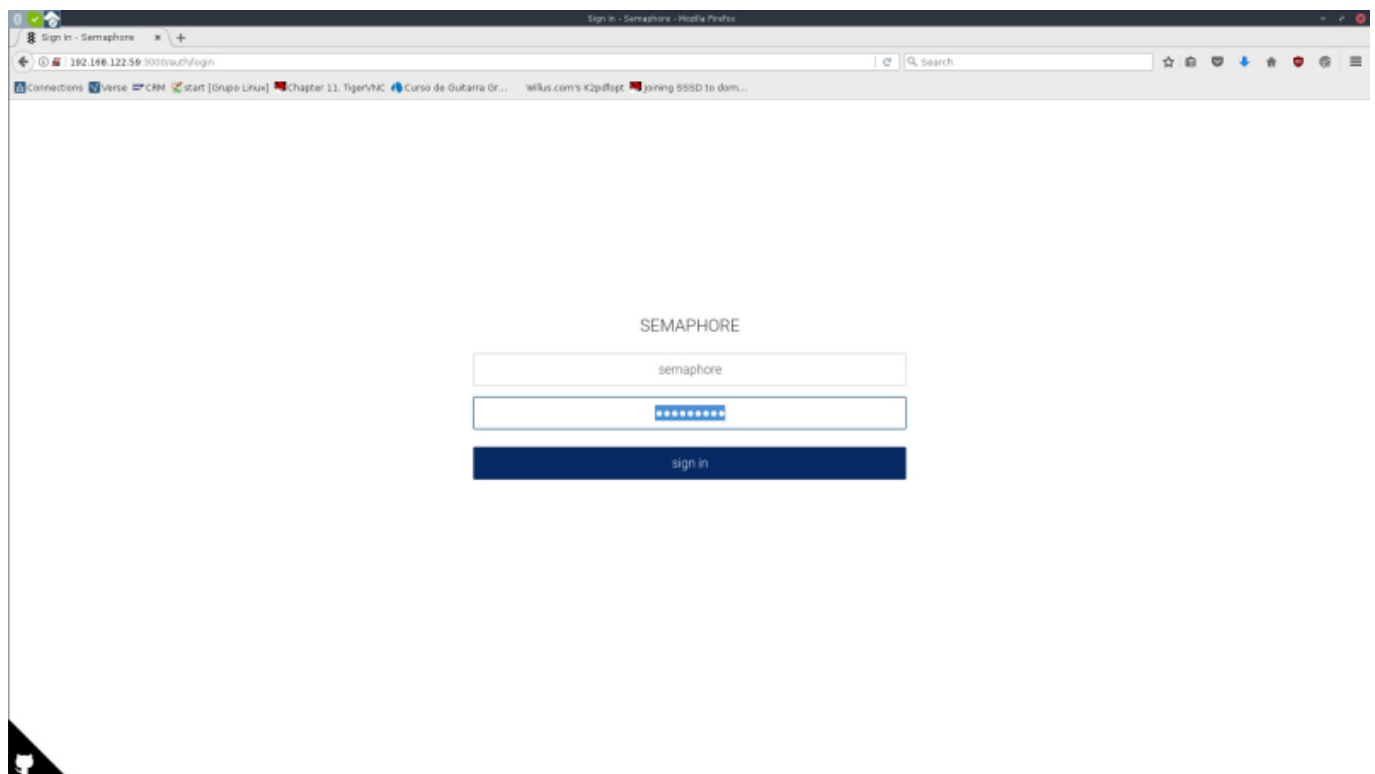 Sign In - Semaphore - Mozilla Firefox
Sign In - Semaphore
192.168.122.59:3000/auth/login
Search
Connections Verse CRM start [Grupo Linux] Chapter 11. TigerVNC Curso de Guitarra Gr... Willus.com's K2pdfopt Joining SSSD to dom...
SEMAPHORE
semaphore
•••••••••
sign in